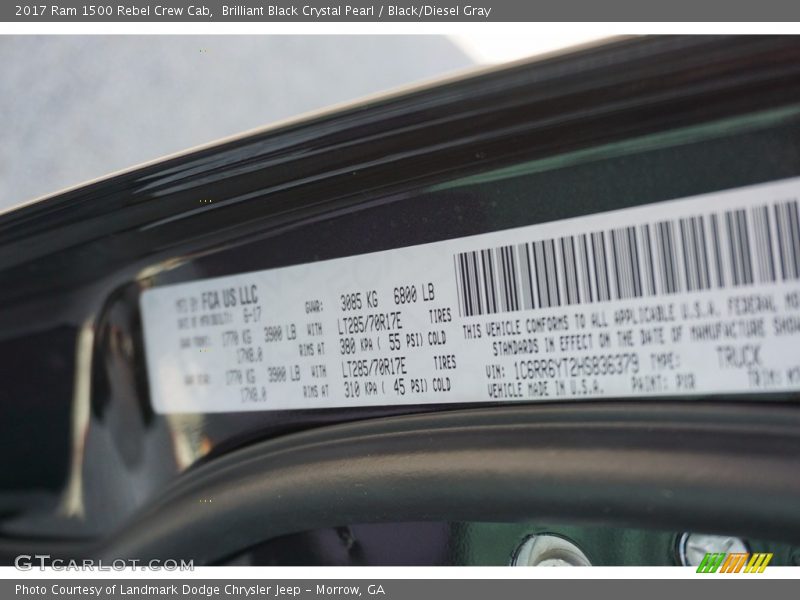 2017 Ram 1500 Rebel Crew Cab,  Brilliant Black Crystal Pearl / Black/Diesel Gray
MFD BY: FCA US LLC
DATE OF MFR: 6-17
GVWR: 3085 KG 6800 LB
1770 KG 3900 LB WITH LT285/70R17E TIRES
17X8.0 RIMS AT 380 KPA ( 55 PSI) COLD
1770 KG 3900 LB WITH LT285/70R17E TIRES
17X8.0 RIMS AT 310 KPA ( 45 PSI) COLD
THIS VEHICLE CONFORMS TO ALL APPLICABLE U.S.A. FEDERAL
STANDARDS IN EFFECT ON THE DATE OF MANUFACTURE
VIN: 1C6RR6YT2HS836379 TYPE: TRUCK
VEHICLE MADE IN U.S.A. PAINT: PXR TRIM:
GTCARLOT.COM
Photo Courtesy of Landmark Dodge Chrysler Jeep – Morrow, GA